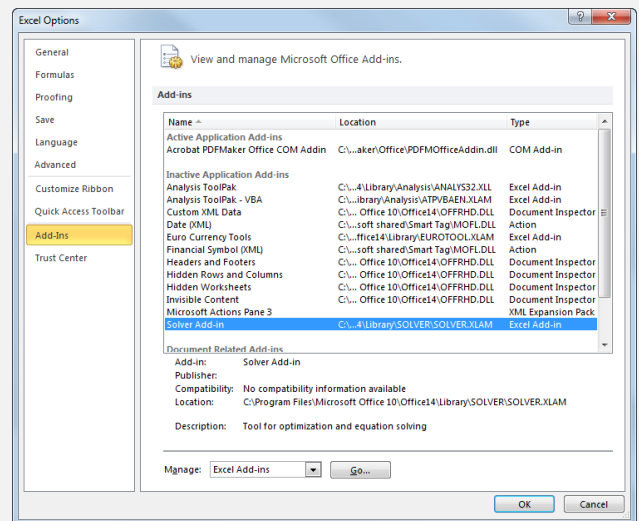 Excel Options
General
Formulas
Proofing
Save
Language
Advanced
Customize Ribbon
Quick Access Toolbar
Add-Ins
Trust Center
View and manage Microsoft Office Add-ins.
Add-ins
Name Location Type
Active Application Add-ins
Acrobat PDFMaker Office COM Addin C:\...aker\Office\PDFMOfficeAddin.dll COM Add-in
Inactive Application Add-ins
Analysis ToolPak C:\...4\Library\Analysis\ANALYS32.XLL Excel Add-in
Analysis ToolPak - VBA C:\...ibrary\Analysis\ATPVBAEN.XLAM Excel Add-in
Custom XML Data C:\... Office 10\Office14\OFFRHD.DLL Document Inspector
Date (XML) C:\...soft shared\Smart Tag\MOFL.DLL Action
Euro Currency Tools C:\...ffice14\Library\EUROTOOL.XLAM Excel Add-in
Financial Symbol (XML) C:\...soft shared\Smart Tag\MOFL.DLL Action
Headers and Footers C:\... Office 10\Office14\OFFRHD.DLL Document Inspector
Hidden Rows and Columns C:\... Office 10\Office14\OFFRHD.DLL Document Inspector
Hidden Worksheets C:\... Office 10\Office14\OFFRHD.DLL Document Inspector
Invisible Content C:\... Office 10\Office14\OFFRHD.DLL Document Inspector
Microsoft Actions Pane 3 XML Expansion Pack
Solver Add-in C:\...4\Library\SOLVER\SOLVER.XLAM Excel Add-in
Document Related Add-ins
Add-in: Solver Add-in
Publisher:
Compatibility: No compatibility information available
Location: C:\Program Files\Microsoft Office 10\Office14\Library\SOLVER\SOLVER.XLAM
Description: Tool for optimization and equation solving
Manage: Excel Add-ins Go...
OK Cancel